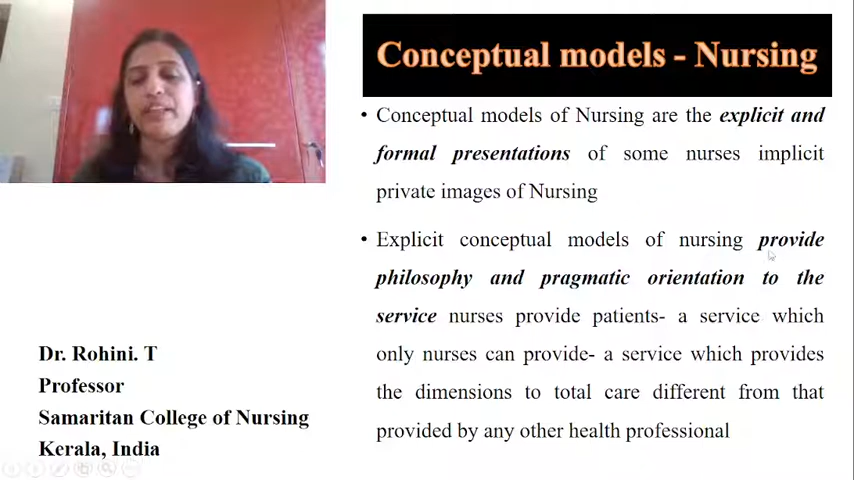 Conceptual models - Nursing
• Conceptual models of Nursing are the explicit and
formal presentations of some nurses implicit
private images of Nursing
• Explicit conceptual models of nursing provide
philosophy and pragmatic orientation to the
service nurses provide patients- a service which
only nurses can provide- a service which provides
the dimensions to total care different from that
provided by any other health professional
Dr. Rohini. T
Professor
Samaritan College of Nursing
Kerala, India